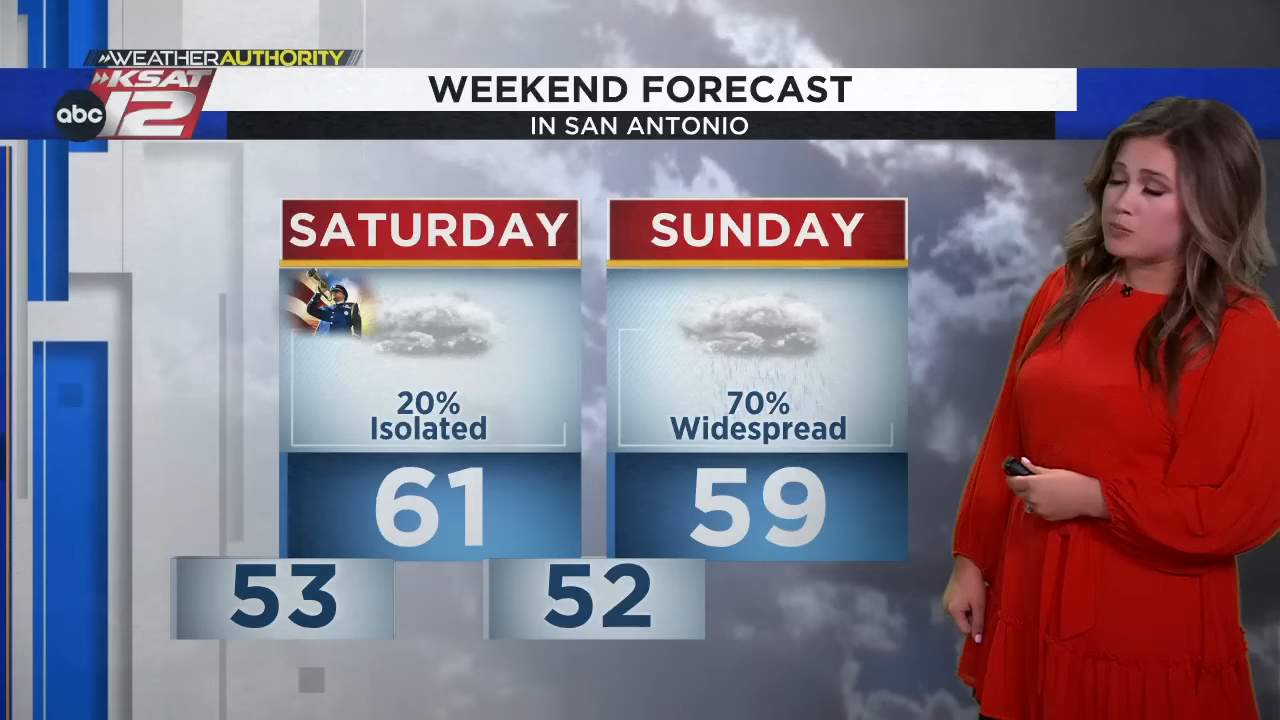 WEATHERAUTHORITY
KSAT
abc 12
WEEKEND FORECAST
IN SAN ANTONIO
SATURDAY
20%
Isolated
61
53
SUNDAY
70%
Widespread
59
52